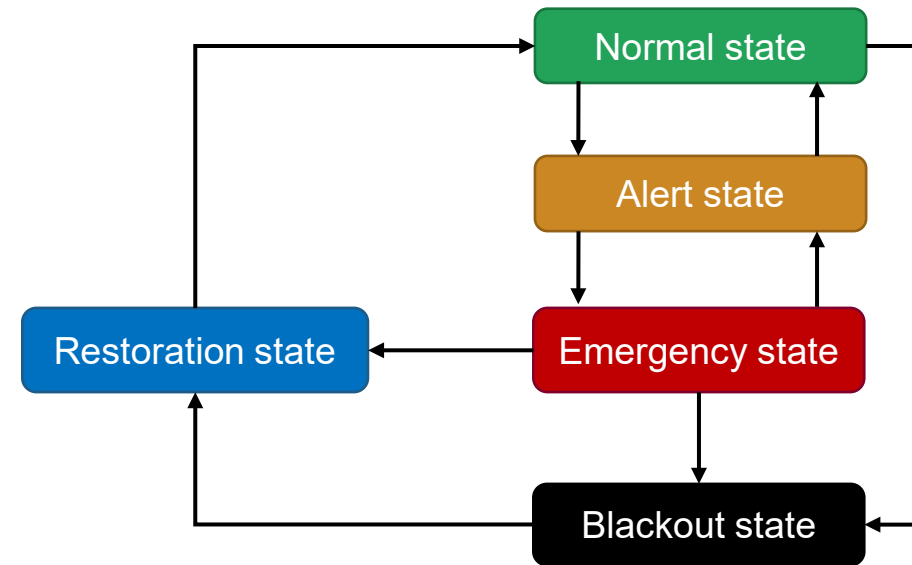 Normal state
Alert state
Restoration state
Emergency state
Blackout state